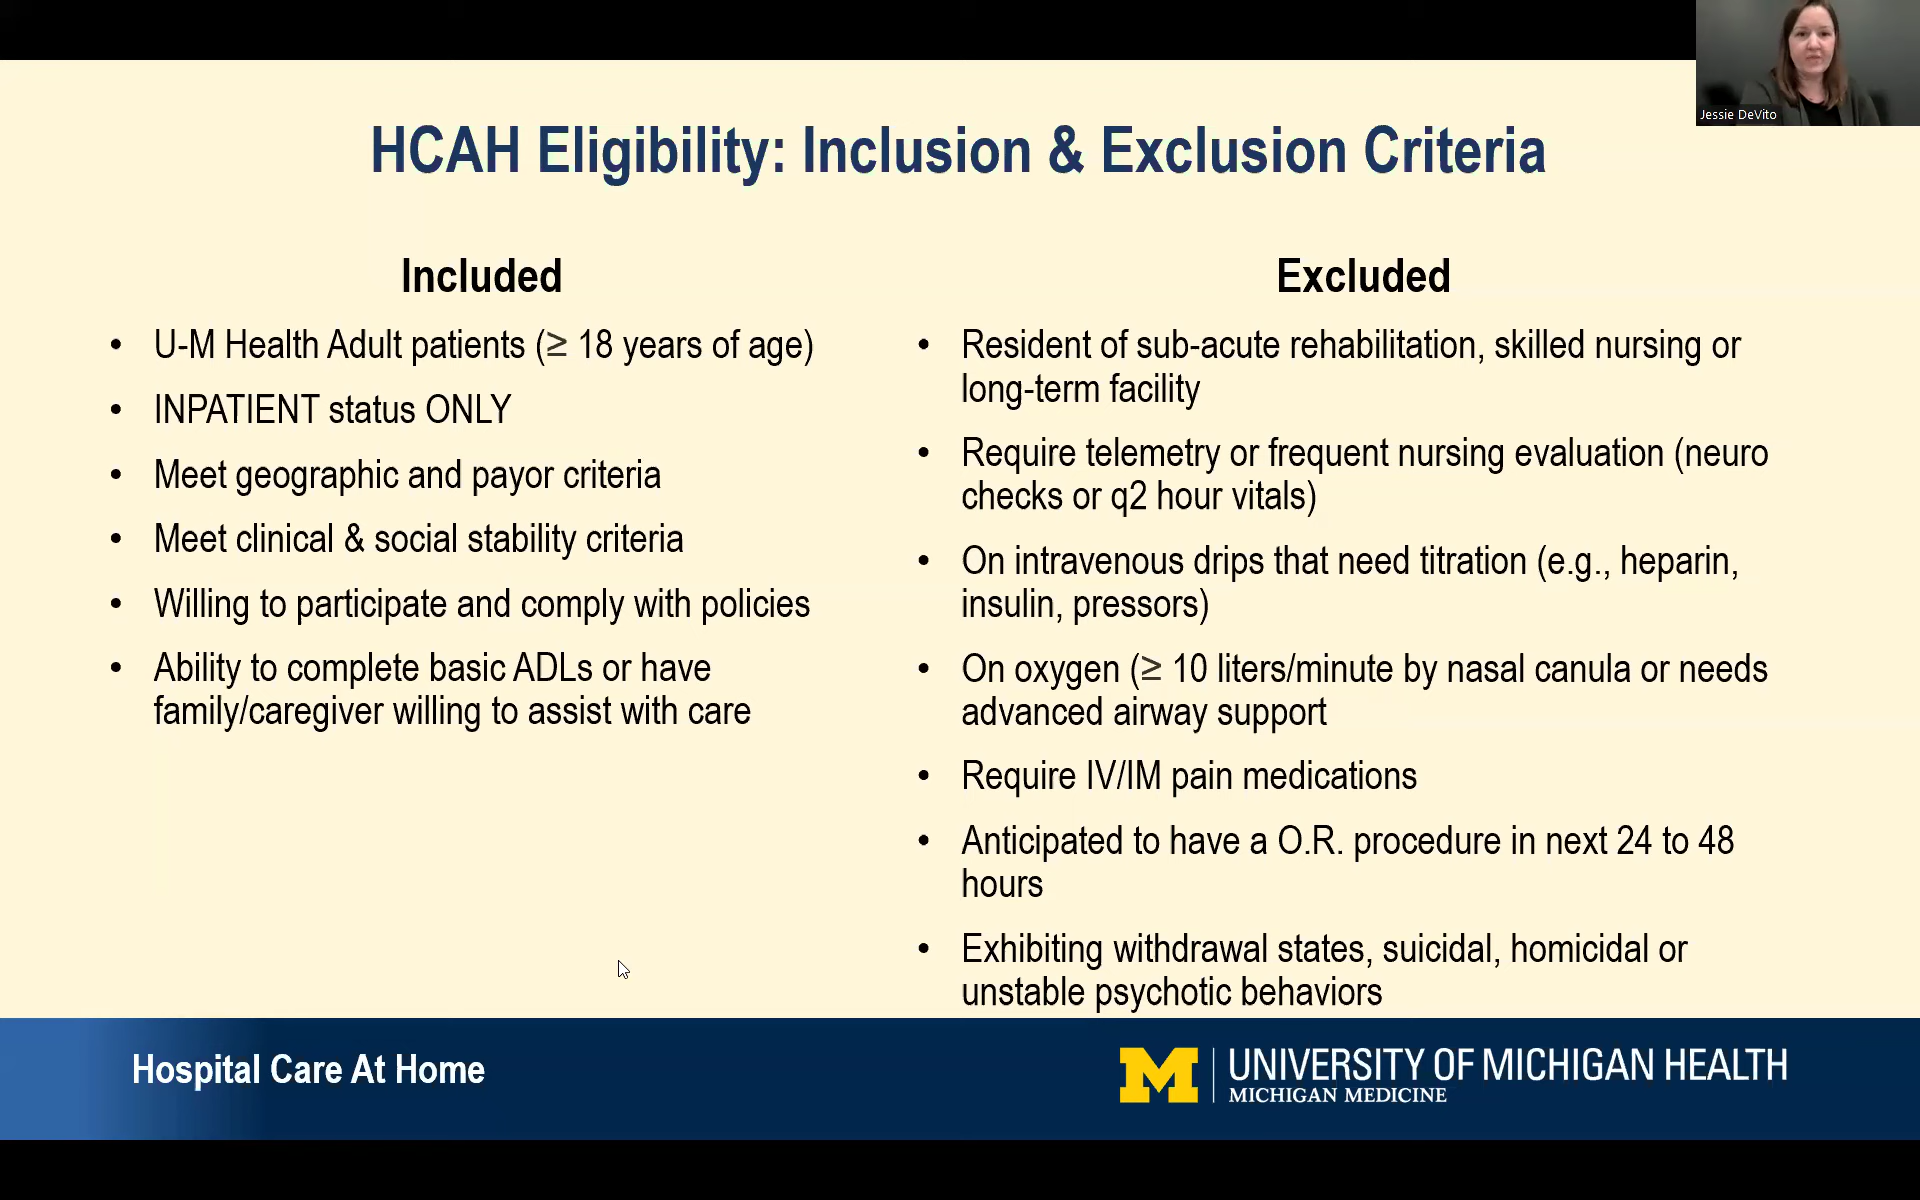 Jessie DeVito
HCAH Eligibility: Inclusion & Exclusion Criteria
Included
• U-M Health Adult patients (≥ 18 years of age)
• INPATIENT status ONLY
• Meet geographic and payor criteria
• Meet clinical & social stability criteria
• Willing to participate and comply with policies
• Ability to complete basic ADLs or have
family/caregiver willing to assist with care
Excluded
• Resident of sub-acute rehabilitation, skilled nursing or
long-term facility
• Require telemetry or frequent nursing evaluation (neuro
checks or q2 hour vitals)
• On intravenous drips that need titration (e.g., heparin,
insulin, pressors)
• On oxygen (≥ 10 liters/minute by nasal canula or needs
advanced airway support
• Require IV/IM pain medications
• Anticipated to have a O.R. procedure in next 24 to 48
hours
• Exhibiting withdrawal states, suicidal, homicidal or
unstable psychotic behaviors
Hospital Care At Home
M
UNIVERSITY OF MICHIGAN HEALTH
MICHIGAN MEDICINE